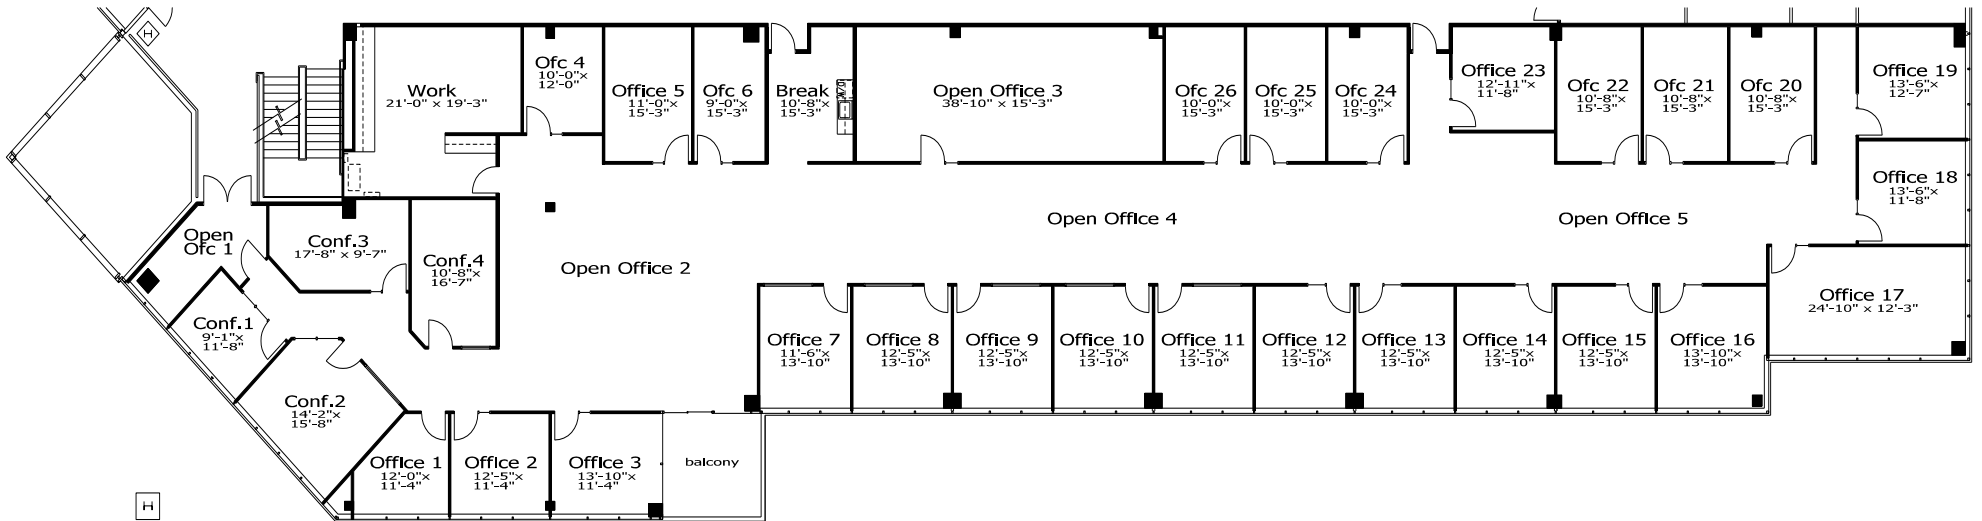 H
Work
21'-0" x 19'-3"
Ofc 4
10'-0"x
12'-0"
Office 5
11'-0"x
15'-3"
Ofc 6
9'-0"x
15'-3"
Break
10'-8"x
15'-3"
Open Office 3
38'-10" x 15'-3"
Ofc 26
10'-0"x
15'-3"
Ofc 25
10'-0"x
15'-3"
Ofc 24
10'-0"x
15'-3"
Office 23
12'-11"x
11'-8"
Ofc 22
10'-8"x
15'-3"
Ofc 21
10'-8"x
15'-3"
Ofc 20
10'-8"x
15'-3"
Office 19
13'-6"x
12'-7"
Office 18
13'-6"x
11'-8"
Open
Ofc 1
Conf.3
17'-8" x 9'-7"
Conf.4
10'-8"x
16'-7"
Open Office 2
Open Office 4
Open Office 5
Office 17
24'-10" x 12'-3"
Conf.1
9'-1"x
11'-8"
Conf.2
14'-2"x
15'-8"
Office 7
11'-6"x
13'-10"
Office 8
12'-5"x
13'-10"
Office 9
12'-5"x
13'-10"
Office 10
12'-5"x
13'-10"
Office 11
12'-5"x
13'-10"
Office 12
12'-5"x
13'-10"
Office 13
12'-5"x
13'-10"
Office 14
12'-5"x
13'-10"
Office 15
12'-5"x
13'-10"
Office 16
13'-10"x
13'-10"
Office 1
12'-0"x
11'-4"
Office 2
12'-5"x
11'-4"
Office 3
13'-10"x
11'-4"
balcony
H